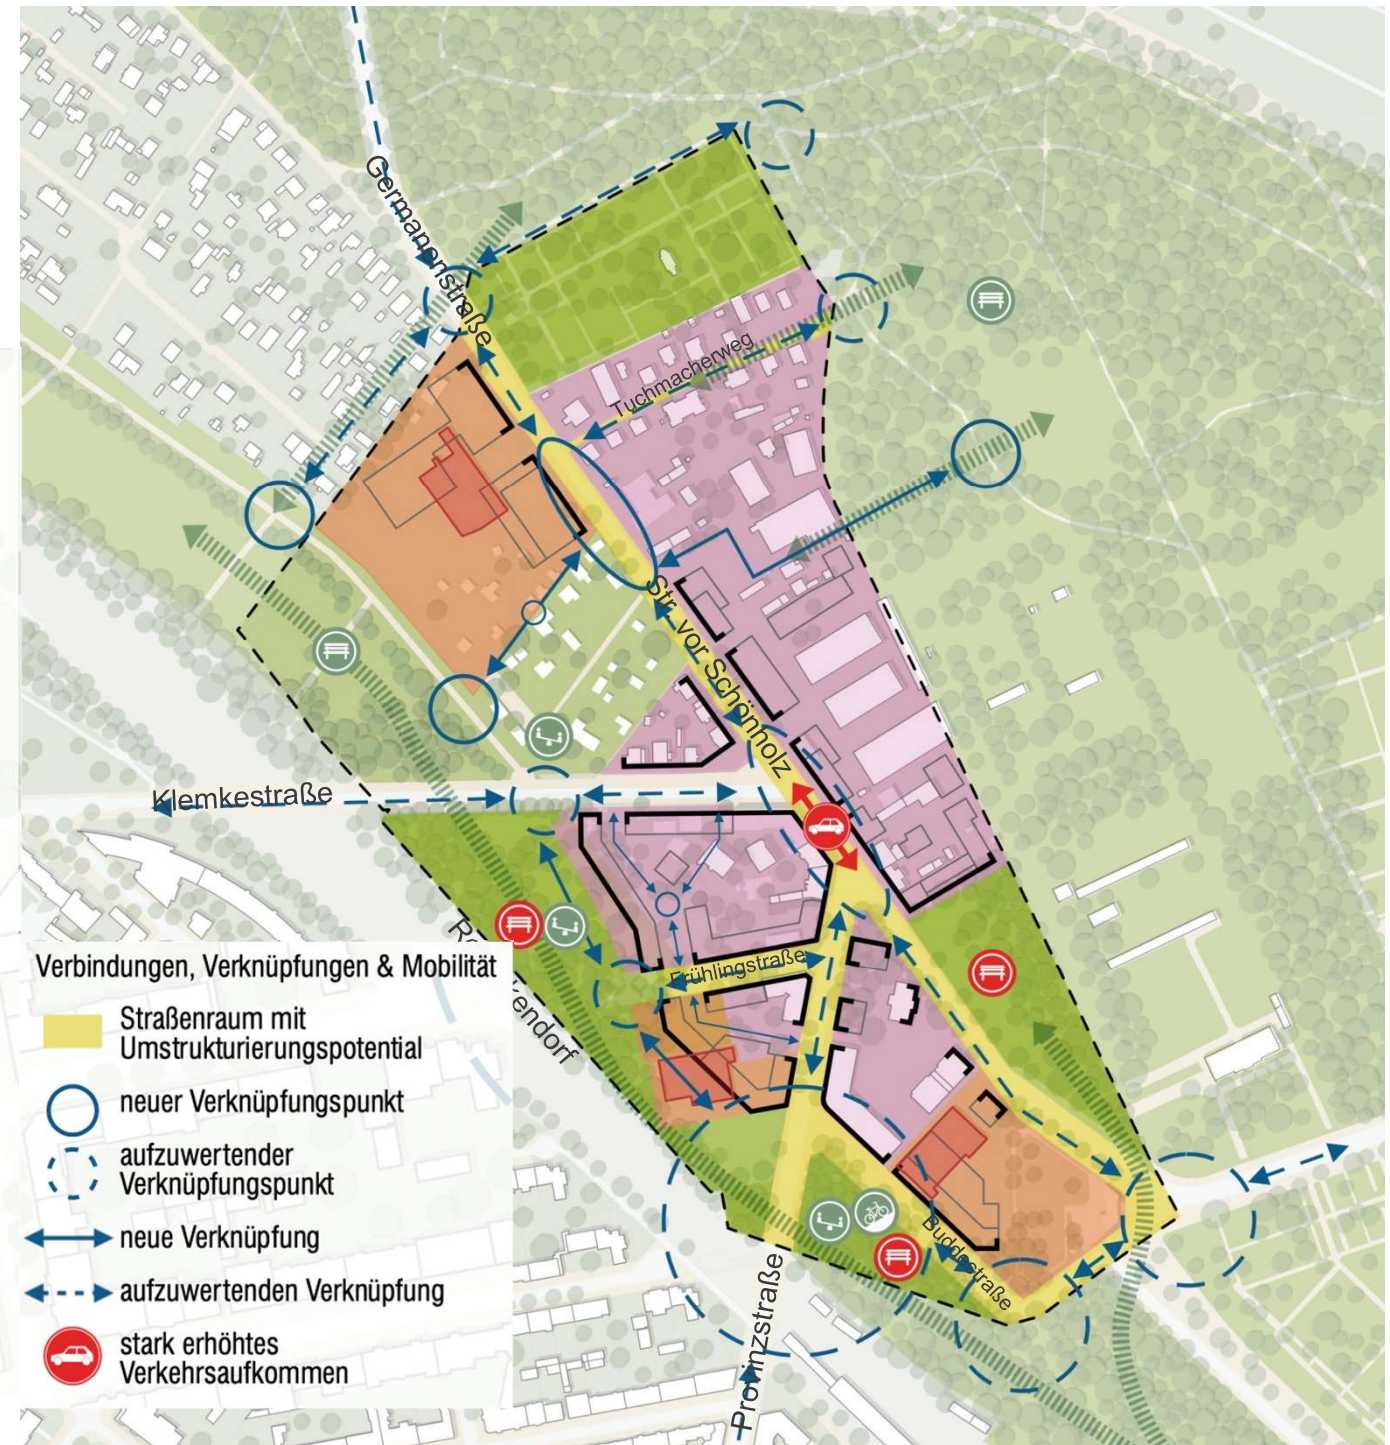 Germanenstraße
Tuchmacherweg
Str. vor Schönholz
Klemkestraße
Frühlingstraße
Buddestraße
Provinzstraße
Verbindungen, Verknüpfungen & Mobilität
Straßenraum mit
Umstrukturierungspotential
neuer Verknüpfungspunkt
aufzuwertender
Verknüpfungspunkt
neue Verknüpfung
aufzuwertenden Verknüpfung
stark erhöhtes
Verkehrsaufkommen